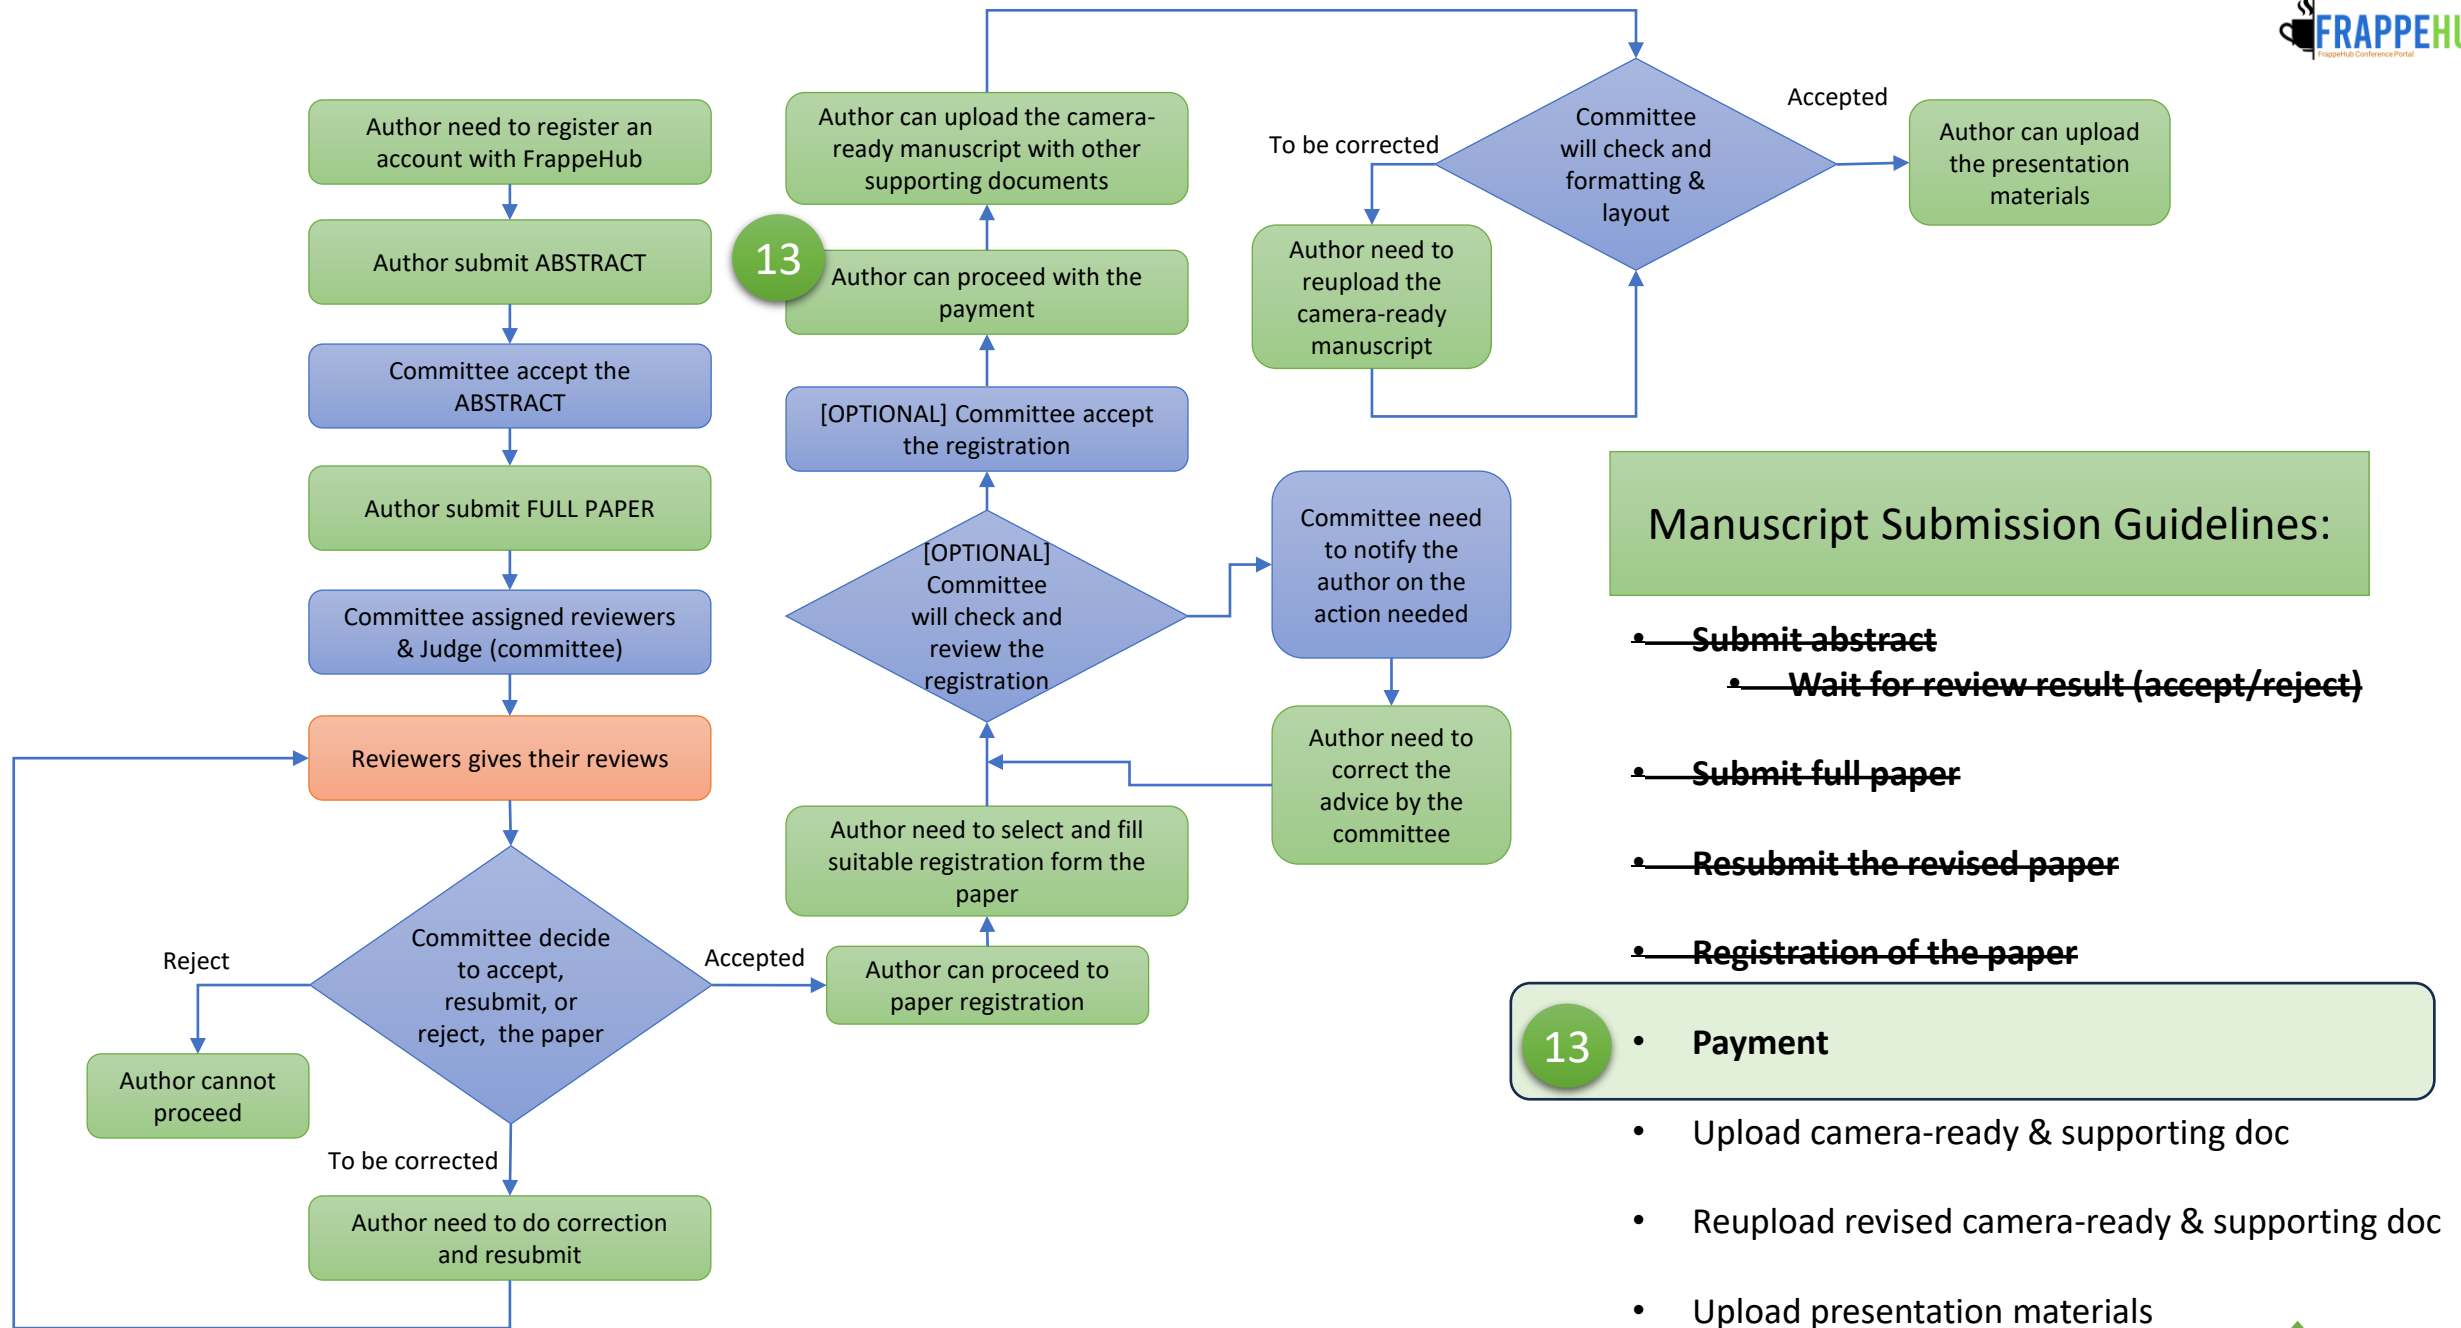 FRAPPEHU
FrappeHub Conference Portal
Author need to register an
account with FrappeHub
Author submit ABSTRACT
Committee accept the
ABSTRACT
Author submit FULL PAPER
Committee assigned reviewers
& Judge (committee)
Reviewers gives their reviews
Committee decide
to accept,
resubmit, or
reject, the paper
Reject
Author cannot
proceed
To be corrected
Author need to do correction
and resubmit
Accepted
Author can proceed to
paper registration
Author need to select and fill
suitable registration form the
paper
[OPTIONAL]
Committee
will check and
review the
registration
Committee need
to notify the
author on the
action needed
Author need to
correct the
advice by the
committee
[OPTIONAL] Committee accept
the registration
13
Author can proceed with the
payment
Author can upload the camera-
ready manuscript with other
supporting documents
Committee
will check and
formatting &
layout
To be corrected
Author need to
reupload the
camera-ready
manuscript
Accepted
Author can upload
the presentation
materials
Manuscript Submission Guidelines:
• Submit abstract
• Wait for review result (accept/reject)
• Submit full paper
• Resubmit the revised paper
• Registration of the paper
13
• Payment
• Upload camera-ready & supporting doc
• Reupload revised camera-ready & supporting doc
• Upload presentation materials